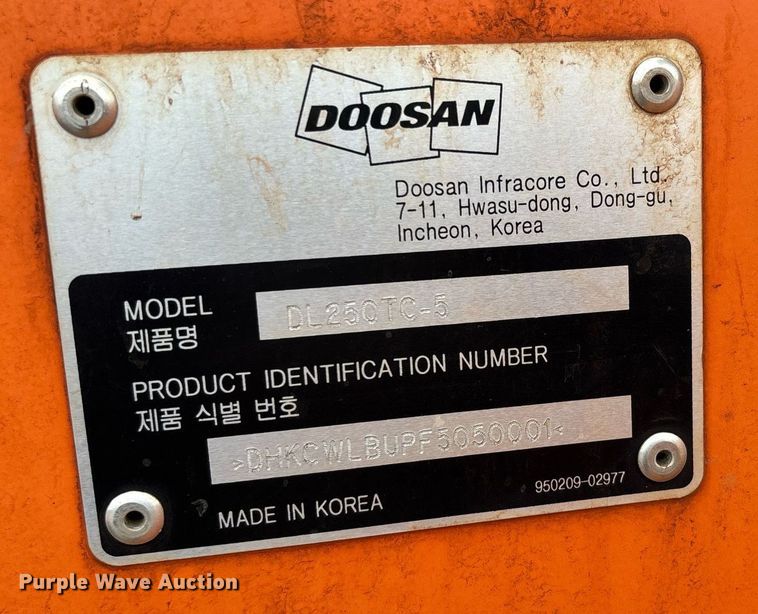 DOOSAN
Doosan Infracore Co., Ltd.
7-11, Hwasu-dong, Dong-gu,
Incheon, Korea
MODEL
제품명
DL250TC-5
PRODUCT IDENTIFICATION NUMBER
제품 식별 번호
>DHKCWLBUPF5050001<
MADE IN KOREA
950209-02977
Purple Wave Auction